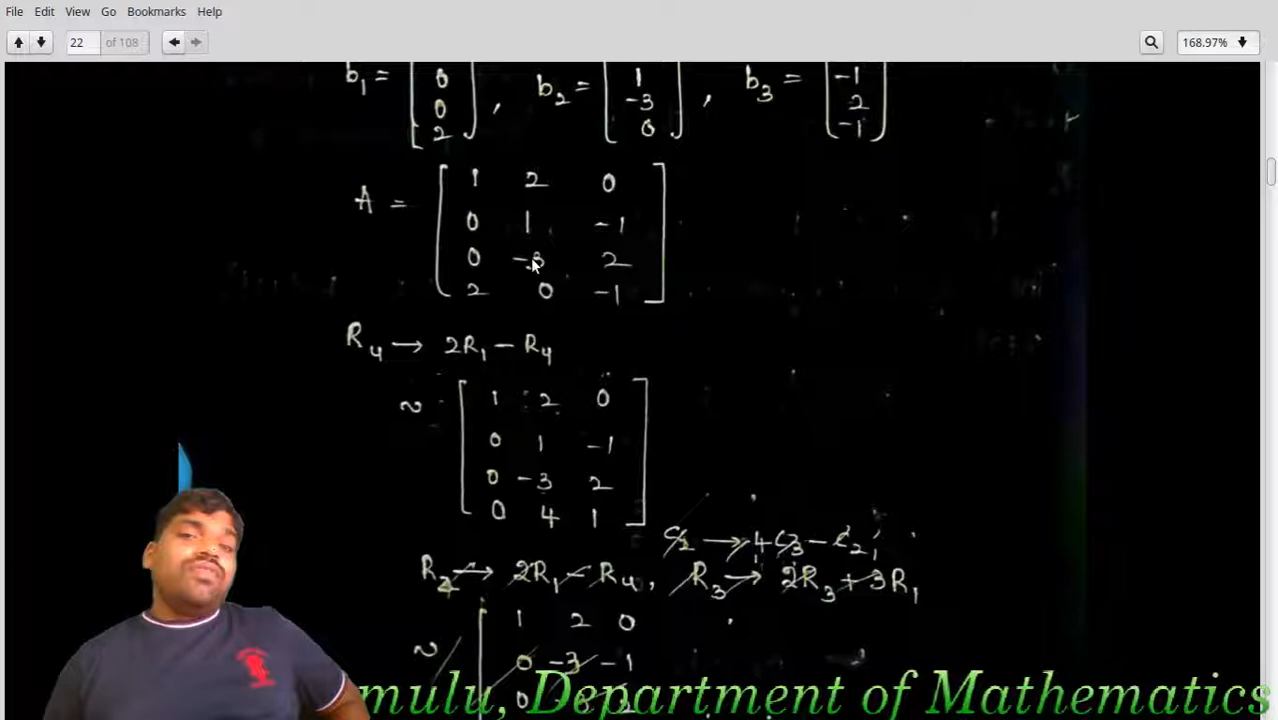 File Edit View Go Bookmarks Help
22 of 108 168.97%
b₁ = [0 0 2], b₂ = [1 -3 0], b₃ = [-1 2 -1]
A = [1 2 0
0 1 -1
0 -3 2
2 0 -1]
R₄ → 2R₁ - R₄
~ [1 2 0
0 1 -1
0 -3 2
0 4 1]
C₂ → 4C₃ - C₂,
R₂ → 2R₁ - R₄, R₃ → 2R₃ + 3R₁
~ 1 2 0
0 -3 -1
mulu, Department of Mathematics